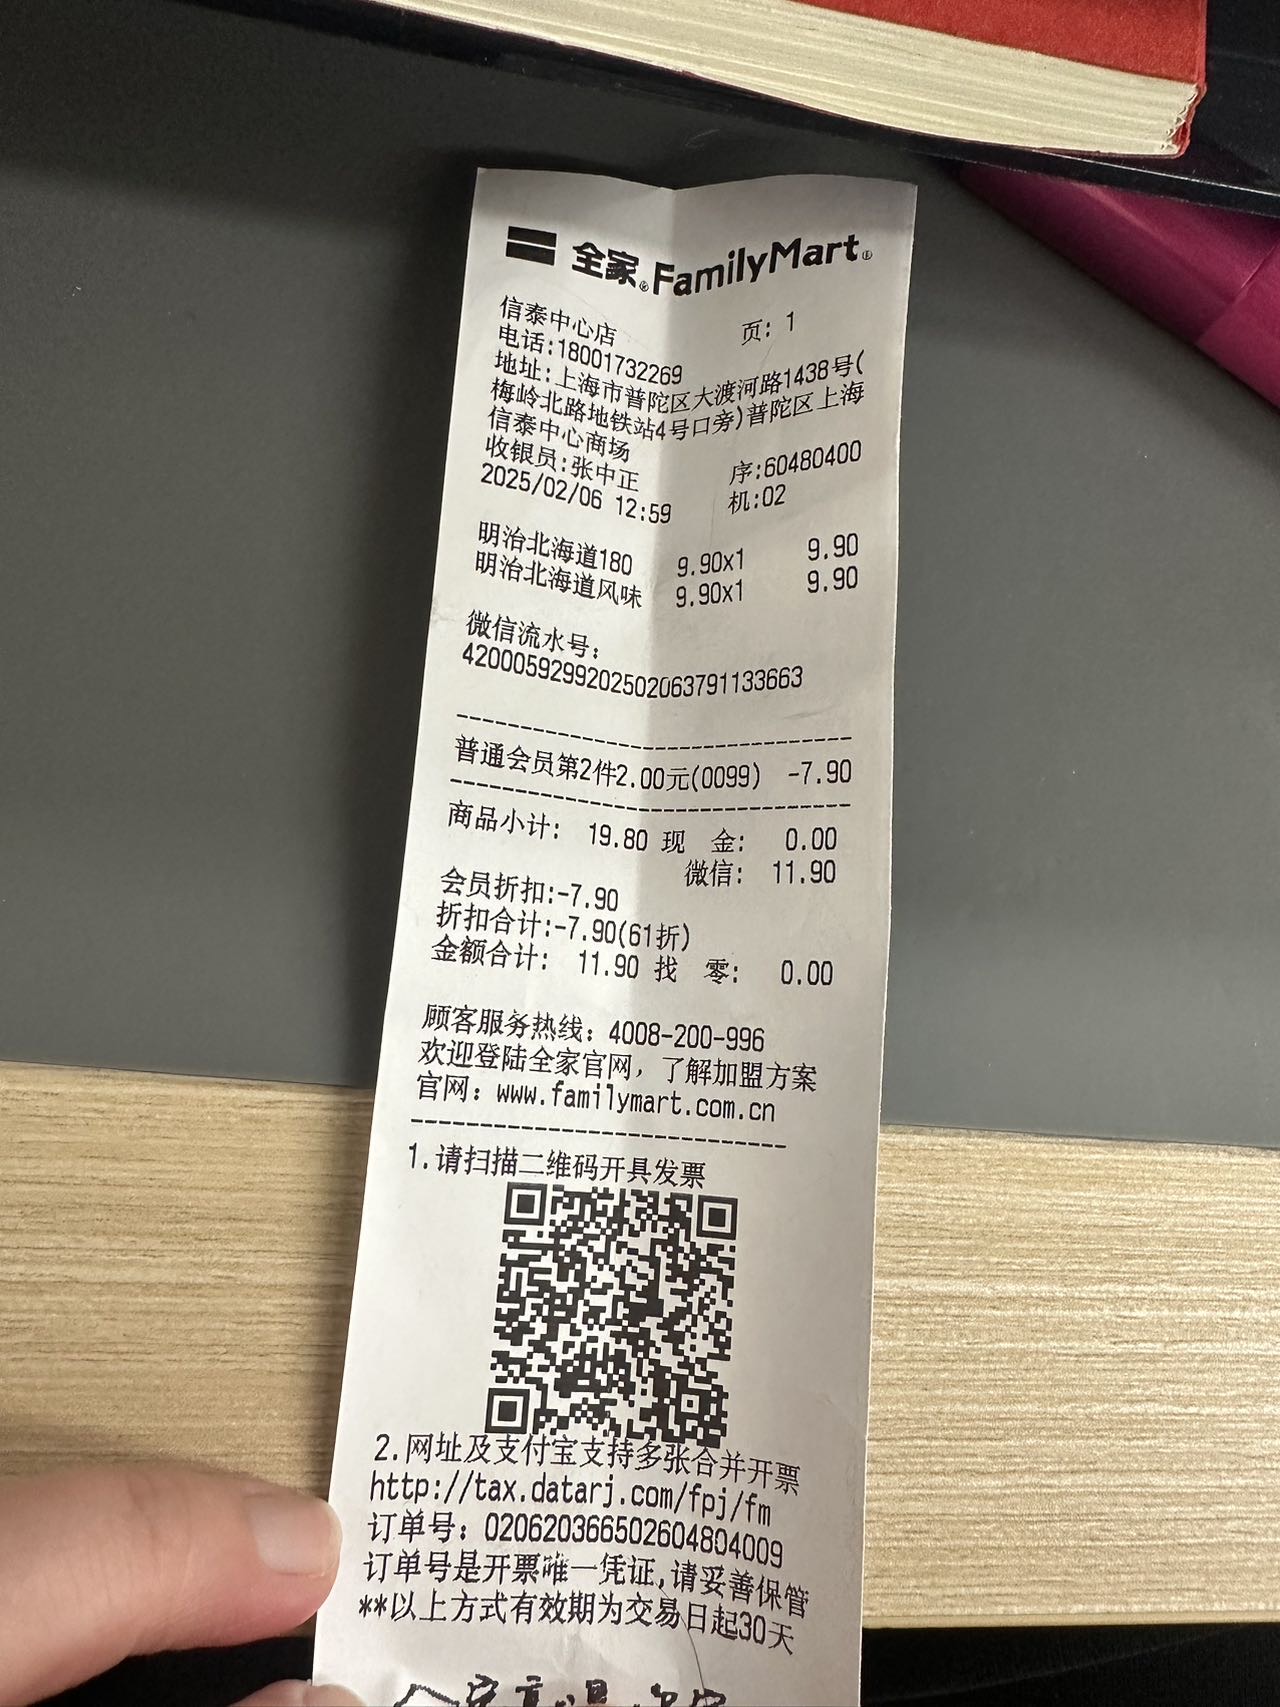 全家®FamilyMart®
信泰中心店 页: 1
电话:18001732269
地址:上海市普陀区大渡河路1438号(
梅岭北路地铁站4号口旁)普陀区上海
信泰中心商场
收银员:张中正 序:60480400
2025/02/06 12:59 机:02
明治北海道180 9.90x1 9.90
明治北海道风味 9.90x1 9.90
微信流水号:
4200059299202502063791133663
普通会员第2件2.00元(0099) -7.90
商品小计: 19.80 现 金: 0.00
微信: 11.90
会员折扣:-7.90
折扣合计:-7.90(61折)
金额合计: 11.90 找 零: 0.00
顾客服务热线: 4008-200-996
欢迎登陆全家官网,了解加盟方案
官网: www.familymart.com.cn
1.请扫描二维码开具发票
2.网址及支付宝支持多张合并开票
http://tax.datarj.com/fpj/fm
订单号: 020620366502604804009
订单号是开票唯一凭证,请妥善保管
**以上方式有效期为交易日起30天